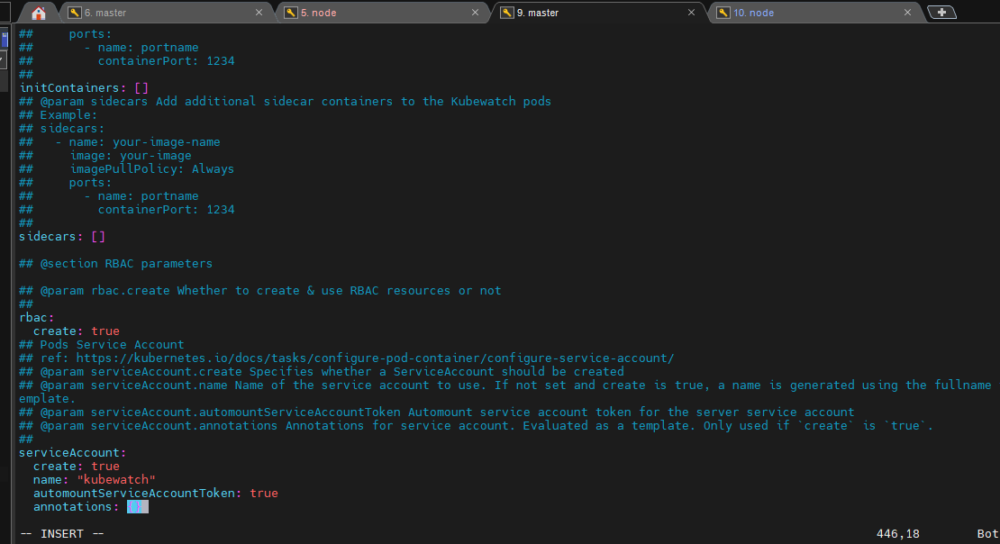 6. master
5. node
9. master
10. node
##     ports:
##       - name: portname
##         containerPort: 1234
##
initContainers: []
## @param sidecars Add additional sidecar containers to the Kubewatch pods
## Example:
## sidecars:
##   - name: your-image-name
##     image: your-image
##     imagePullPolicy: Always
##     ports:
##       - name: portname
##         containerPort: 1234
##
sidecars: []
## @section RBAC parameters
## @param rbac.create Whether to create & use RBAC resources or not
##
rbac:
  create: true
## Pods Service Account
## ref: https://kubernetes.io/docs/tasks/configure-pod-container/configure-service-account/
## @param serviceAccount.create Specifies whether a ServiceAccount should be created
## @param serviceAccount.name Name of the service account to use. If not set and create is true, a name is generated using the fullname
emplate.
## @param serviceAccount.automountServiceAccountToken Automount service account token for the server service account
## @param serviceAccount.annotations Annotations for service account. Evaluated as a template. Only used if `create` is `true`.
##
serviceAccount:
  create: true
  name: "kubewatch"
  automountServiceAccountToken: true
  annotations:
-- INSERT --
446,18
Bot